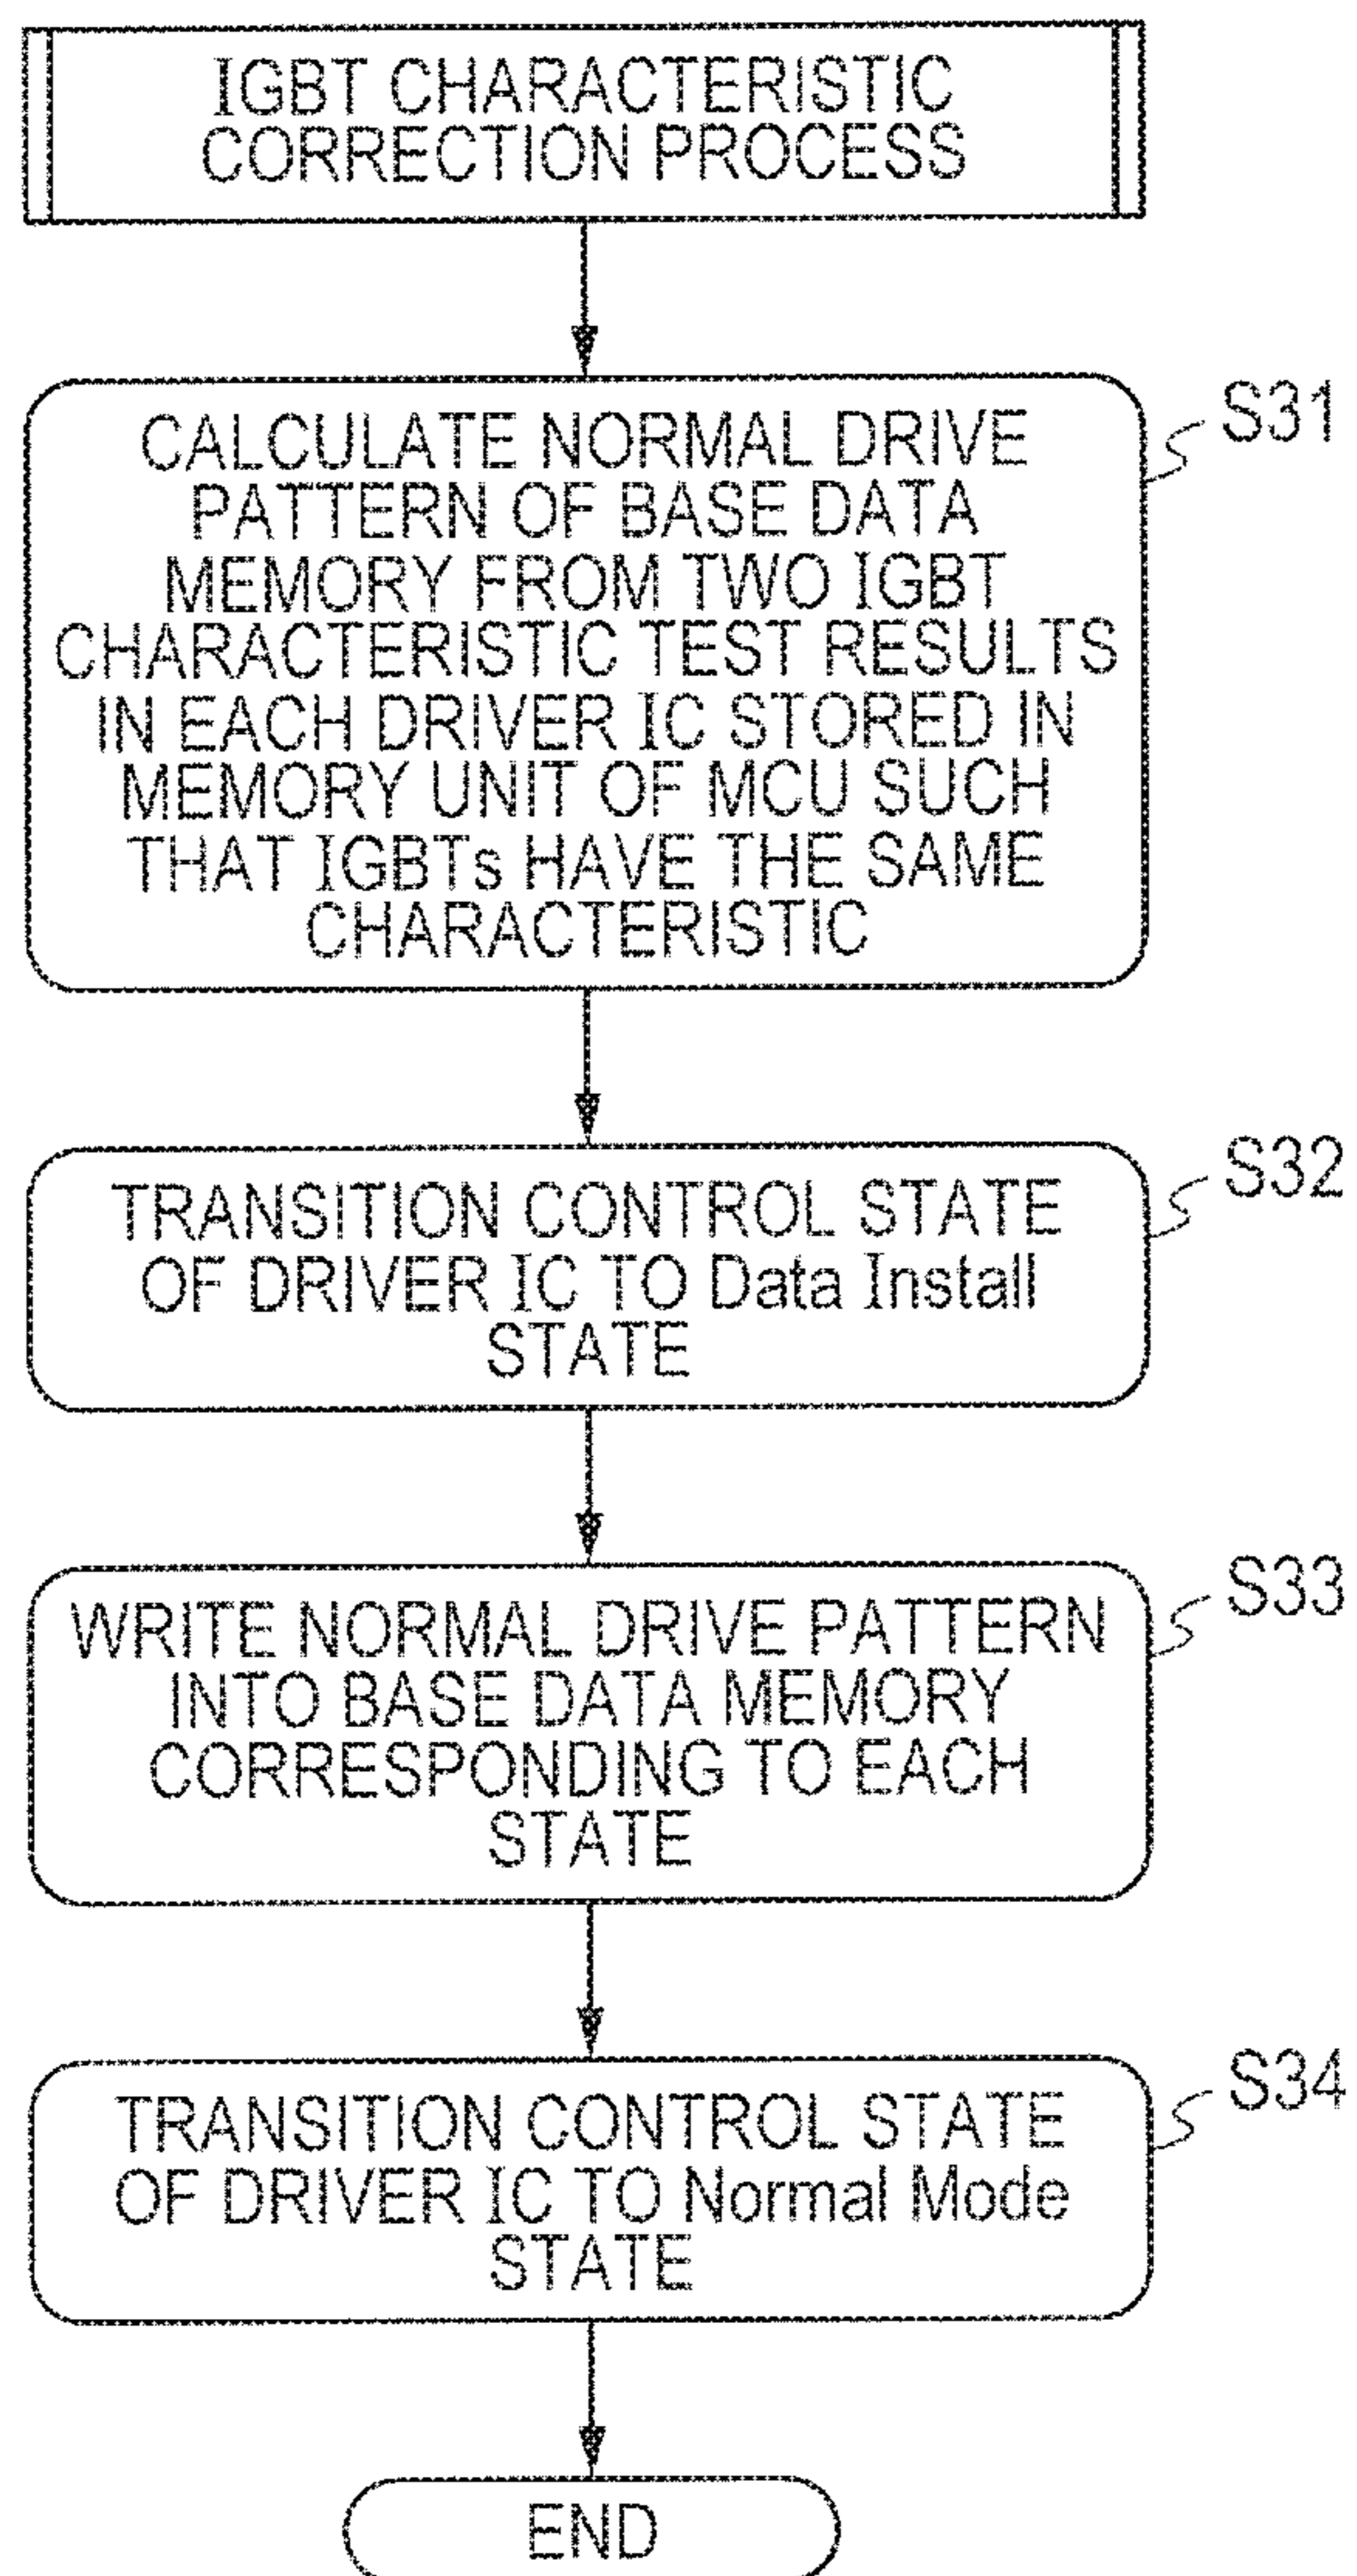 IGBT CHARACTERISTIC
CORRECTION PROCESS
CALCULATE NORMAL DRIVE
PATTERN OF BASE DATA
MEMORY FROM TWO IGBT
CHARACTERISTIC TEST RESULTS
IN EACH DRIVER IC STORED IN
MEMORY UNIT OF MCU SUCH
THAT IGBTs HAVE THE SAME
CHARACTERISTIC
S31
TRANSITION CONTROL STATE
OF DRIVER IC TO Data Install
STATE
S32
WRITE NORMAL DRIVE PATTERN
INTO BASE DATA MEMORY
CORRESPONDING TO EACH
STATE
S33
TRANSITION CONTROL STATE
OF DRIVER IC TO Normal Mode
STATE
S34
END